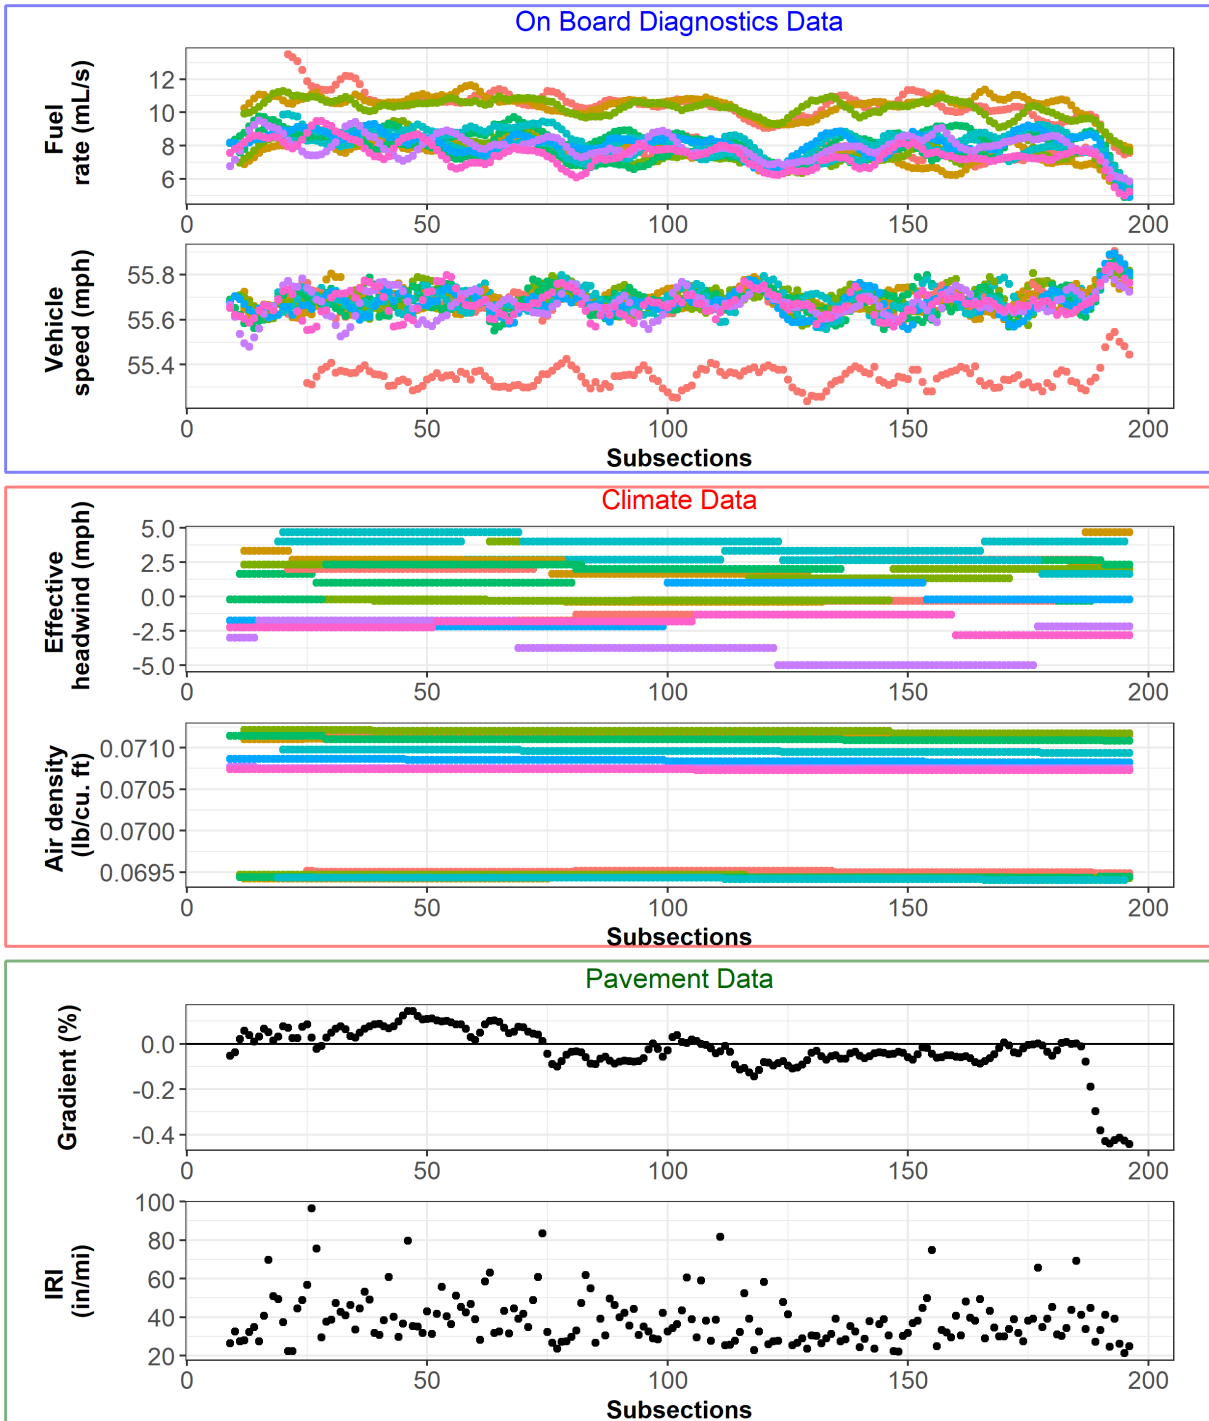 On Board Diagnostics Data
Fuel
rate (mL/s)
12
10
8
6
0 50 100 150 200
Vehicle
speed (mph)
55.8
55.6
55.4
0 50 100 150 200
Subsections
Climate Data
Effective
headwind (mph)
5.0
2.5
0.0
-2.5
-5.0
0 50 100 150 200
Air density
(lb/cu. ft)
0.0710
0.0705
0.0700
0.0695
0 50 100 150 200
Subsections
Pavement Data
Gradient (%)
0.0
-0.2
-0.4
0 50 100 150 200
IRI
(in/mi)
100
80
60
40
20
0 50 100 150 200
Subsections